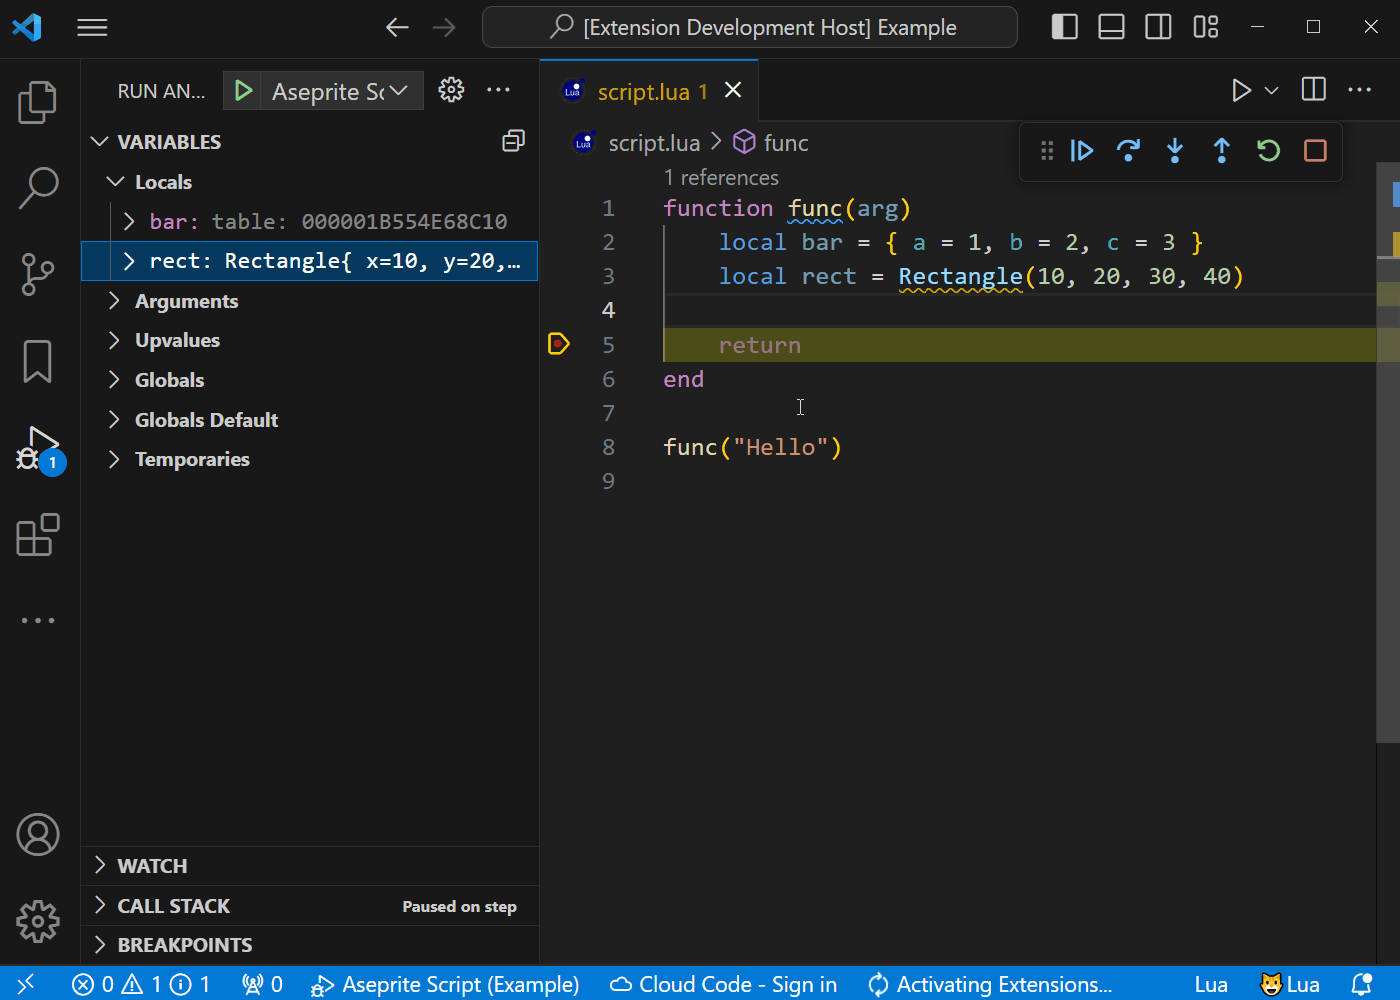 [Extension Development Host] Example
RUN AN...
Aseprite Sc
script.lua 1
VARIABLES
Lua
script.lua
func
Locals
1 references
bar: table: 000001B554E68C10
rect: Rectangle{ x=10, y=20,…
Arguments
Upvalues
Globals
Globals Default
Temporaries
1
1 function func(arg)
2 local bar = { a = 1, b = 2, c = 3 }
3 local rect = Rectangle(10, 20, 30, 40)
4
5 return
6 end
7
8 func("Hello")
9
WATCH
CALL STACK Paused on step
BREAKPOINTS
0 1 1 0 Aseprite Script (Example) Cloud Code - Sign in Activating Extensions... Lua Lua